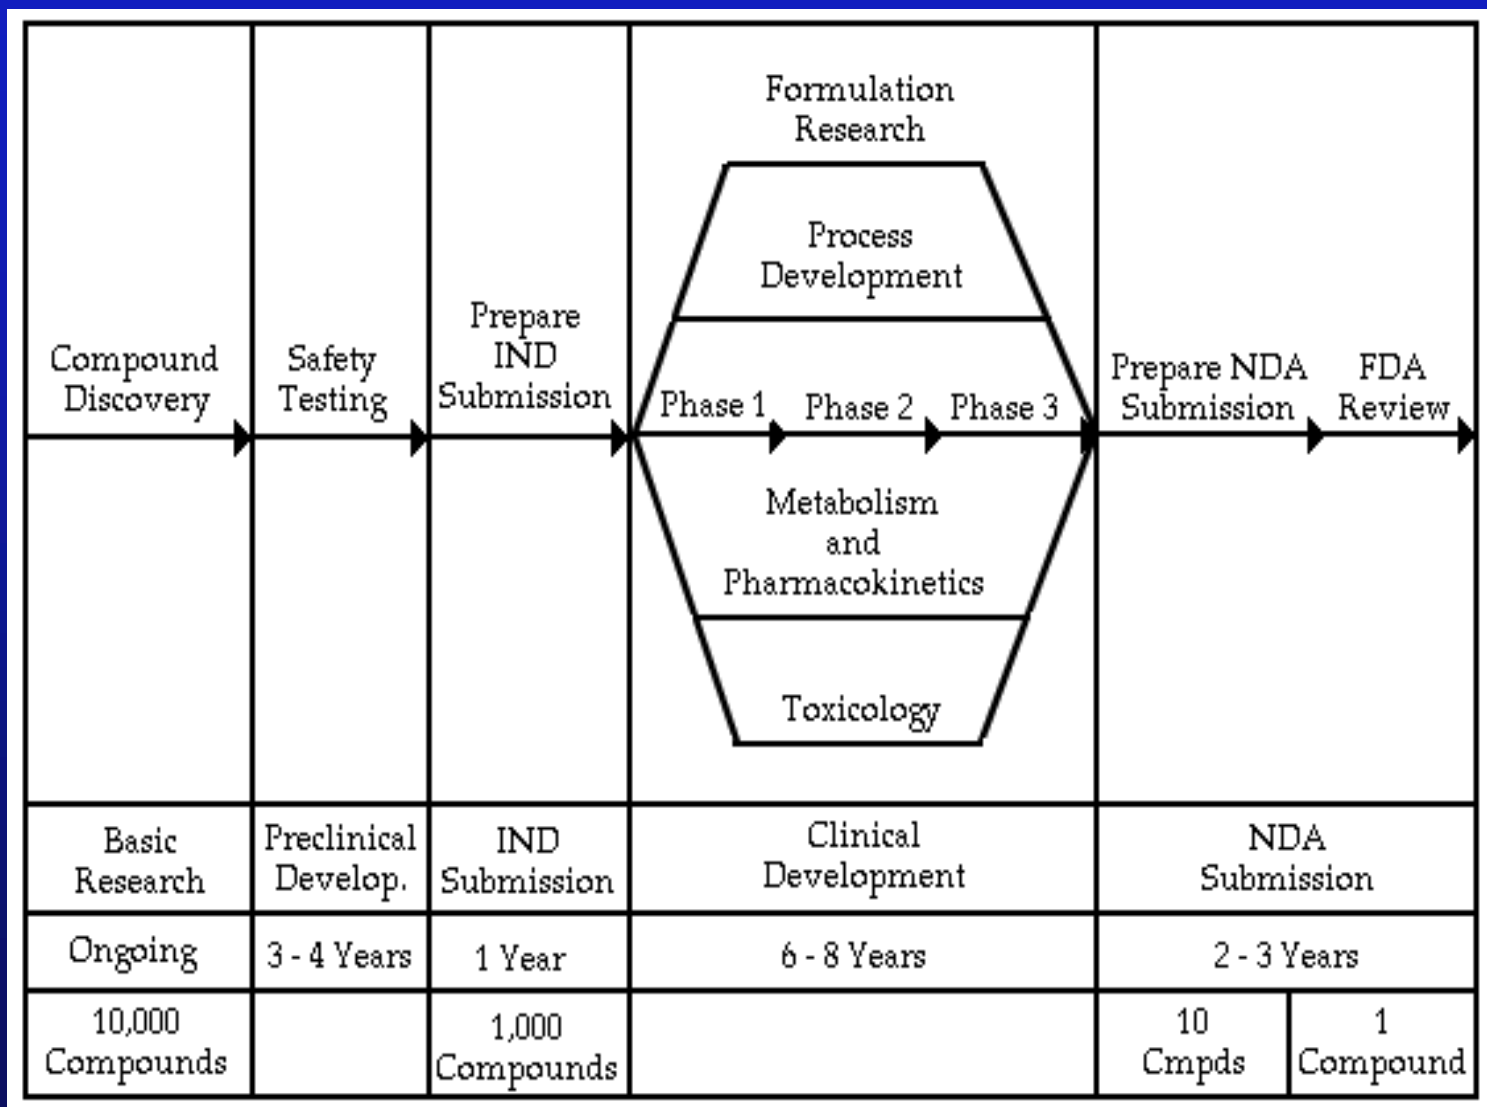 Formulation
Research
Process
Development
Compound
Discovery
Safety
Testing
Prepare
IND
Submission
Phase 1
Phase 2
Phase 3
Prepare NDA
Submission
FDA
Review
Metabolism
and
Pharmacokinetics
Toxicology
Basic
Research
Preclinical
Develop.
IND
Submission
Clinical
Development
NDA
Submission
Ongoing
3 - 4 Years
1 Year
6 - 8 Years
2 - 3 Years
10,000
Compounds
1,000
Compounds
10
Cmpds
1
Compound